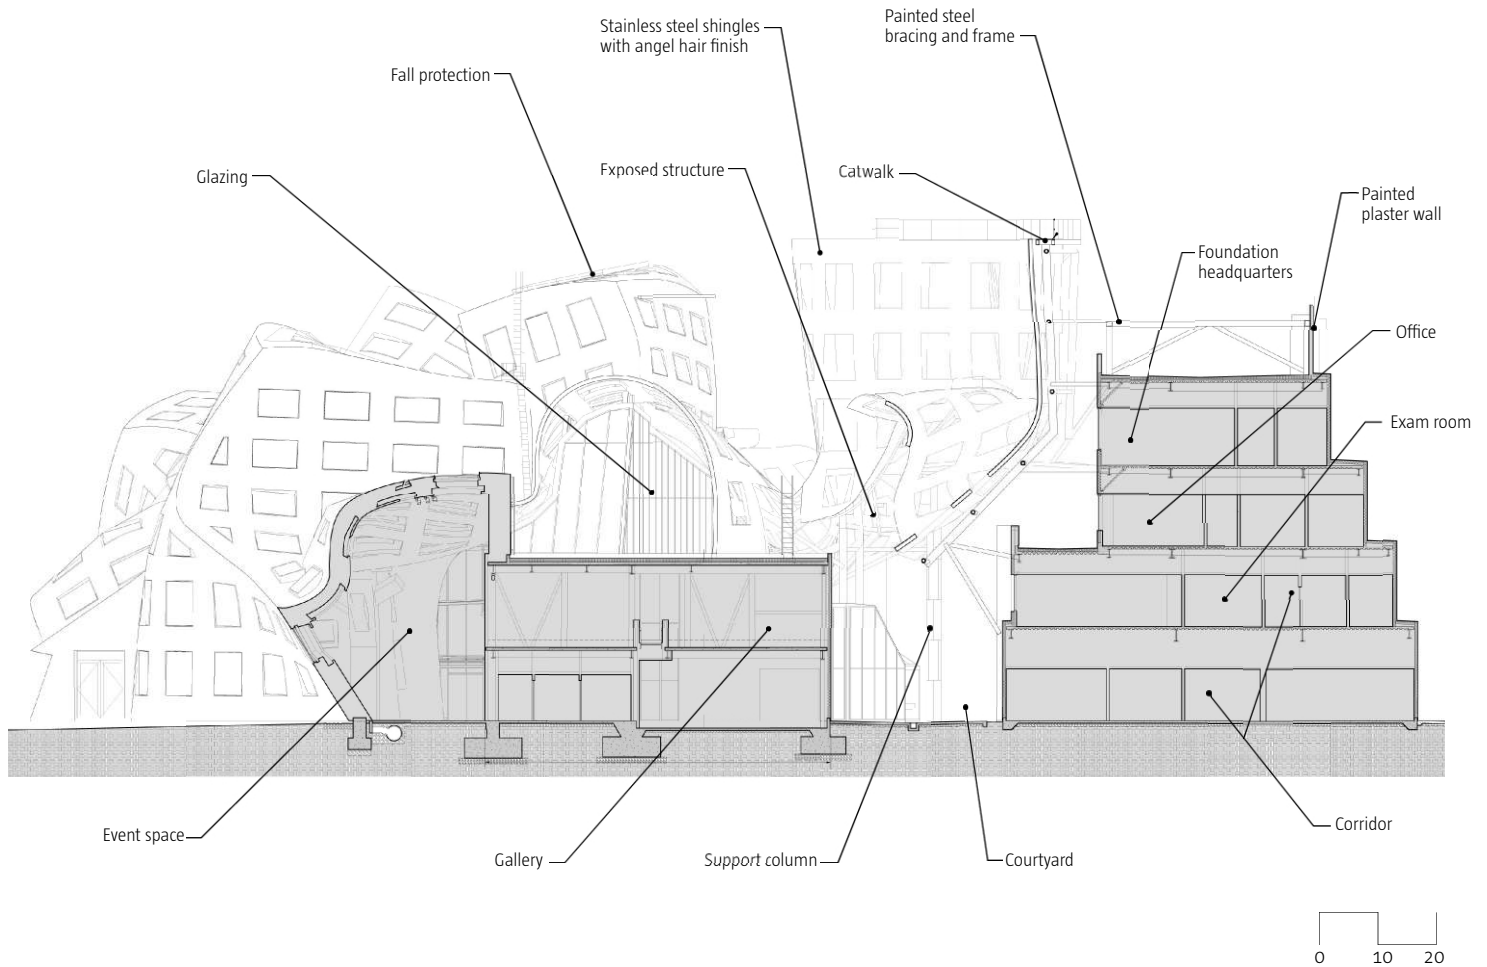 Stainless steel shingles
with angel hair finish
Painted steel
bracing and frame
Fall protection
Glazing
Exposed structure
Catwalk
Painted
plaster wall
Foundation
headquarters
Office
Exam room
Event space
Gallery
Support column
Courtyard
Corridor
0 10 20